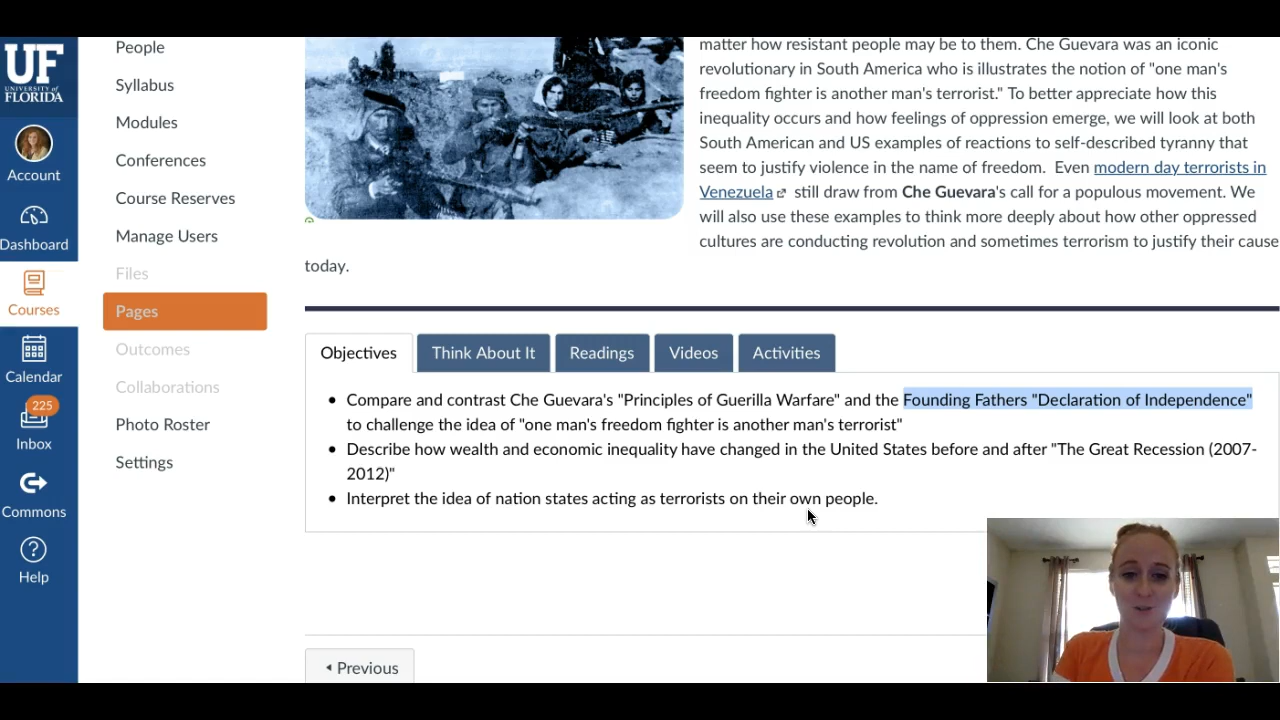 UF
UNIVERSITY of
FLORIDA
Account
Dashboard
Courses
Calendar
225
Inbox
Commons
Help
People
Syllabus
Modules
Conferences
Course Reserves
Manage Users
Files
Pages
Outcomes
Collaborations
Photo Roster
Settings
matter how resistant people may be to them. Che Guevara was an iconic
revolutionary in South America who is illustrates the notion of "one man's
freedom fighter is another man's terrorist." To better appreciate how this
inequality occurs and how feelings of oppression emerge, we will look at both
South American and US examples of reactions to self-described tyranny that
seem to justify violence in the name of freedom. Even modern day terrorists in
Venezuela still draw from Che Guevara's call for a populous movement. We
will also use these examples to think more deeply about how other oppressed
cultures are conducting revolution and sometimes terrorism to justify their cause
today.
Objectives Think About It Readings Videos Activities
• Compare and contrast Che Guevara's "Principles of Guerilla Warfare" and the Founding Fathers "Declaration of Independence"
to challenge the idea of "one man's freedom fighter is another man's terrorist"
• Describe how wealth and economic inequality have changed in the United States before and after "The Great Recession (2007-
2012)"
• Interpret the idea of nation states acting as terrorists on their own people.
Previous